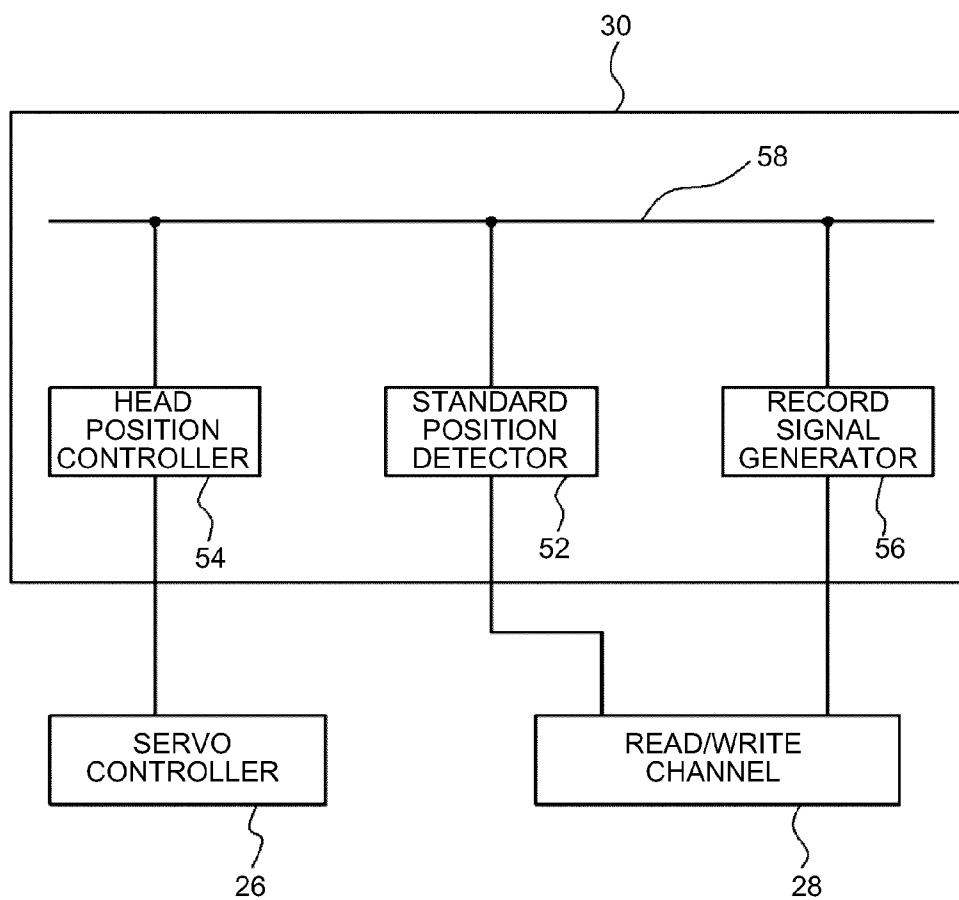 30
58
HEAD
POSITION
CONTROLLER
STANDARD
POSITION
DETECTOR
RECORD
SIGNAL
GENERATOR
54
52
56
SERVO
CONTROLLER
READ/WRITE
CHANNEL
26
28